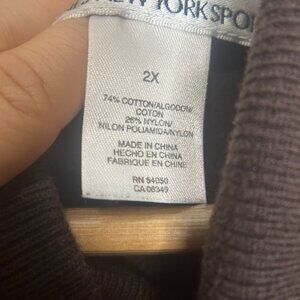 NEW YORK SPO
2X
74% COTTON/ALGODON/
COTON
26% NYLON/
NILON POLIAMIDA/NYLON
MADE IN CHINA
HECHO EN CHINA
FABRIQUE EN CHINE
RN 54050
CA 06349